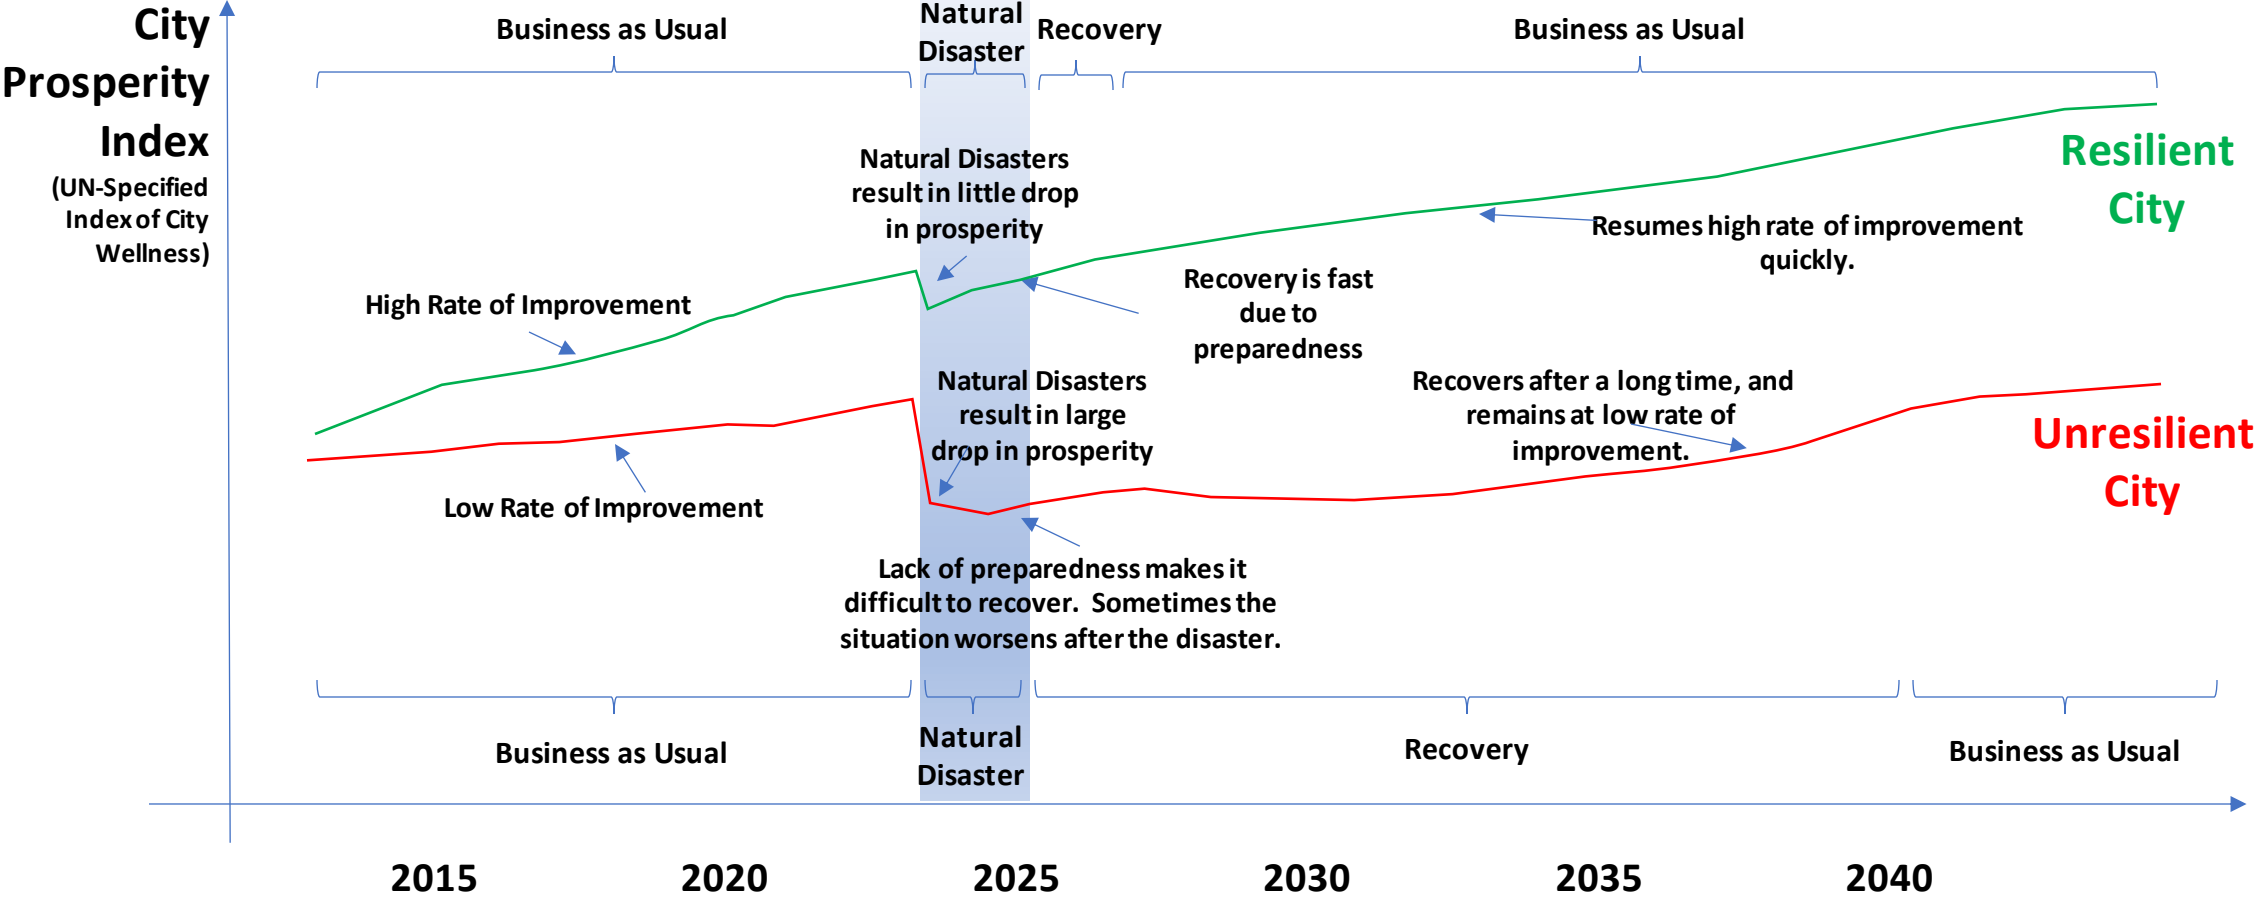 City
Prosperity
Index
(UN-Specified
Index of City
Wellness)
Business as Usual
Natural
Disaster
Recovery
Business as Usual
Natural Disasters
result in little drop
in prosperity
Resilient
City
Resumes high rate of improvement
quickly.
High Rate of Improvement
Recovery is fast
due to
preparedness
Natural Disasters
result in large
drop in prosperity
Recovers after a long time, and
remains at low rate of
improvement.
Unresilient
City
Low Rate of Improvement
Lack of preparedness makes it
difficult to recover. Sometimes the
situation worsens after the disaster.
Business as Usual
Natural
Disaster
Recovery
Business as Usual
2015 2020 2025 2030 2035 2040